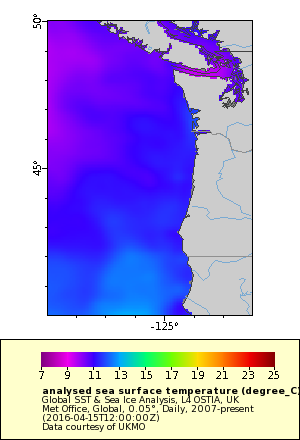 50°
45°
-125°
7 9 11 13 15 17 19 21 23 25
analysed sea surface temperature (degree_C)
Global SST & Sea Ice Analysis, L4 OSTIA, UK
Met Office, Global, 0.05°, Daily, 2007-present
(2016-04-15T12:00:00Z)
Data courtesy of UKMO